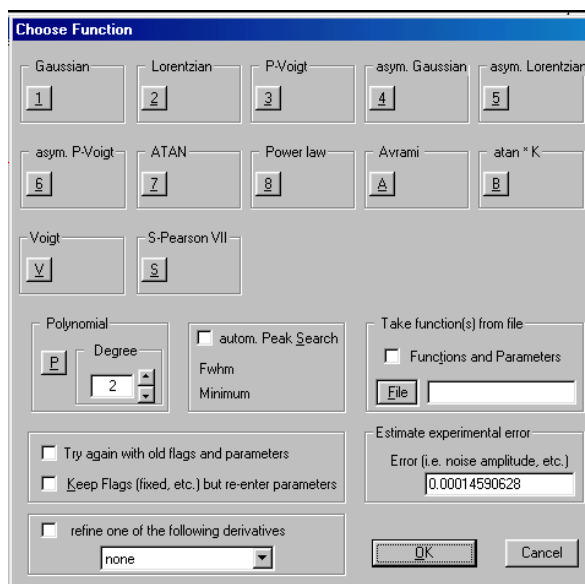 Choose Function
Gaussian Lorentzian P-Voigt asym. Gaussian asym. Lorentzian
1 2 3 4 5
asym. P-Voigt ATAN Power law Avrami atan * K
6 7 8 A B
Voigt S-Pearson VII
V S
Polynomial
P
Degree
2
autom. Peak Search
Fwhm
Minimum
Take function(s) from file
Functions and Parameters
File
Try again with old flags and parameters
Keep Flags (fixed, etc.) but re-enter parameters
Estimate experimental error
Error (i.e. noise amplitude, etc.)
0.00014590628
refine one of the following derivatives
none
OK Cancel